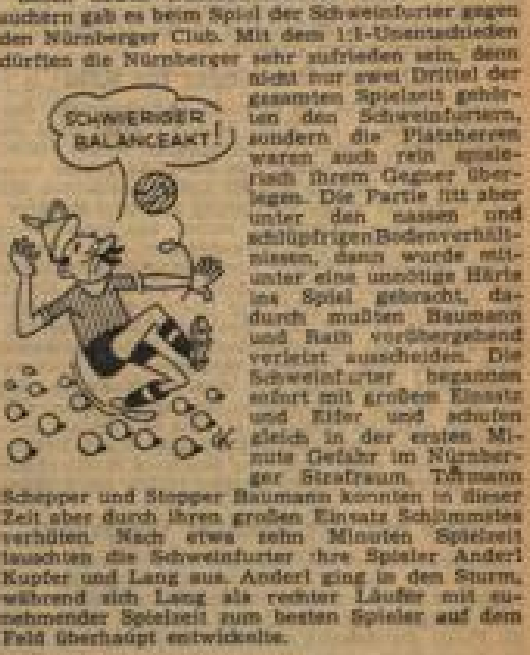 suchern gab es beim Spiel der Schweinfurter gegen
den Nürnberger Club. Mit dem 1:1-Unentschieden
dürften die Nürnberger sehr zufrieden sein, denn
nicht nur zwei Drittel der
gesamten Spielzeit gehör-
ten den Schweinfurtern,
sondern die Platzherren
waren auch rein spiele-
risch ihrem Gegner über-
legen. Die Partie litt aber
unter den nassen und
schlüpfrigen Bodenverhält-
nissen, dann wurde mit-
unter eine unnötige Härte
ins Spiel gebracht, da-
durch mußten Baumann
und Rath vorübergehend
verletzt ausscheiden. Die
Schweinfurter begannen
sofort mit großem Einsatz
und Eifer und schufen
gleich in der ersten Mi-
nute Gefahr im Nürnber-
ger Strafraum. Tormann
SCHWIERIGER
BALANCEAKT!
Schepper und Stopper Baumann konnten in dieser
Zeit aber durch ihren großen Einsatz Schlimmstes
verhüten. Nach etwa zehn Minuten Spielzeit
tauschten die Schweinfurter ihre Spieler Anderl
Kupfer und Lang aus. Anderl ging in den Sturm,
während sich Lang als rechter Läufer mit zu-
nehmender Spielzeit zum besten Spieler auf dem
Feld überhaupt entwickelte.